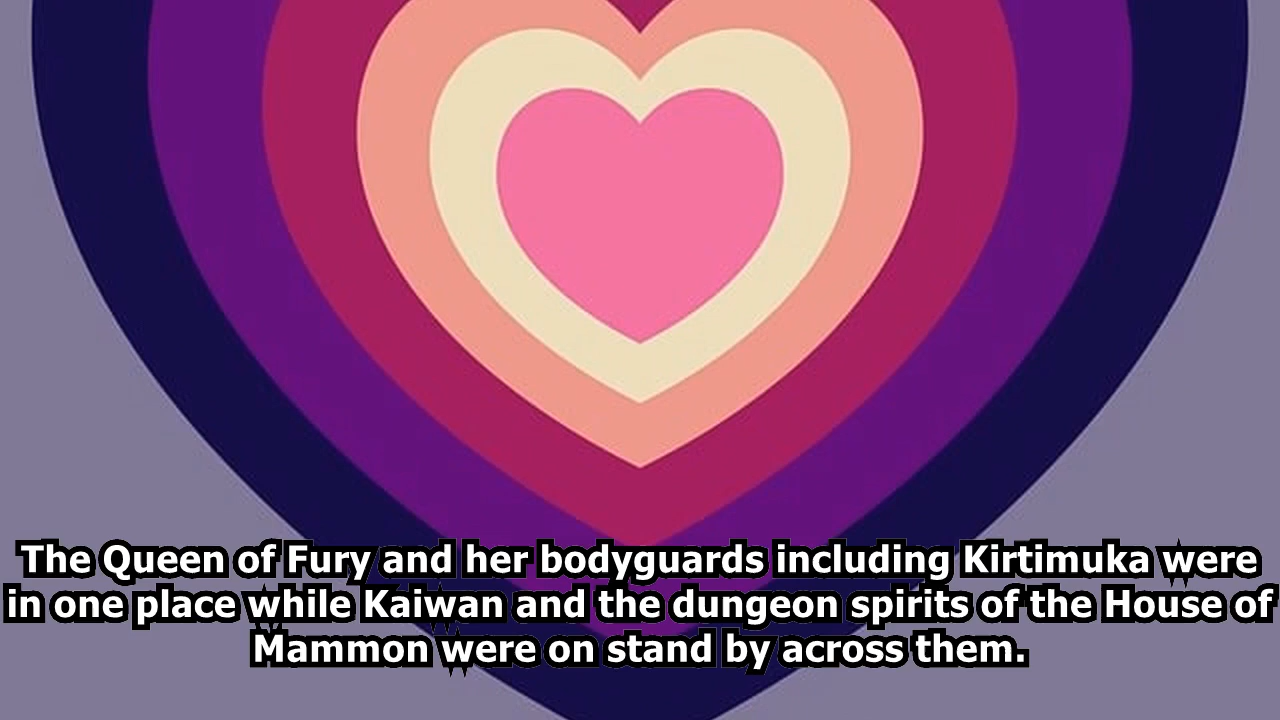 The Queen of Fury and her bodyguards including Kirtimuka were
in one place while Kaiwan and the dungeon spirits of the House of
Mammon were on stand by across them.